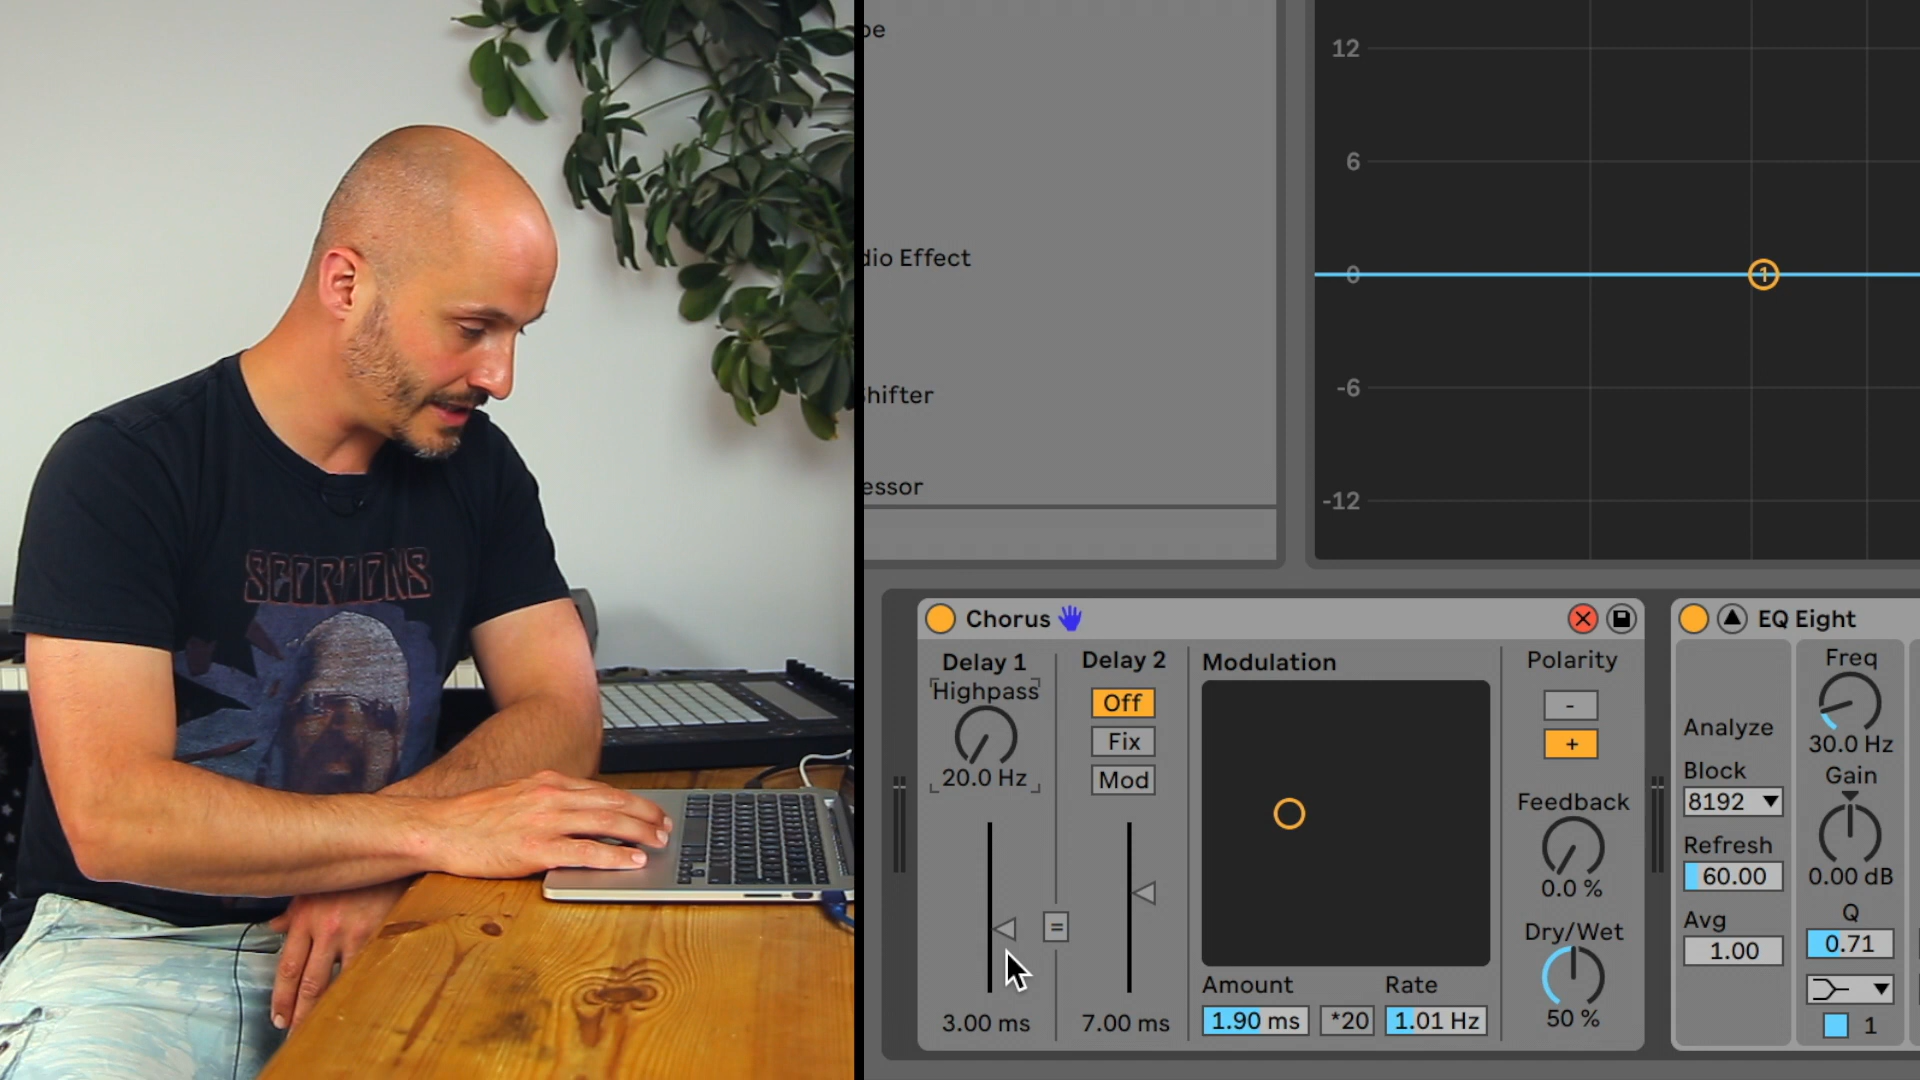 SCORPIONS
pe
dio Effect
Shifter
essor
12
6
0
-6
-12
1
Chorus
Delay 1
Highpass
20.0 Hz
3.00 ms
=
Delay 2
Off
Fix
Mod
7.00 ms
Modulation
Amount
1.90 ms
*20
Rate
1.01 Hz
Polarity
-
+
Feedback
0.0 %
Dry/Wet
50 %
EQ Eight
Analyze
Block
8192
Refresh
60.00
Avg
1.00
Freq
30.0 Hz
Gain
0.00 dB
Q
0.71
1